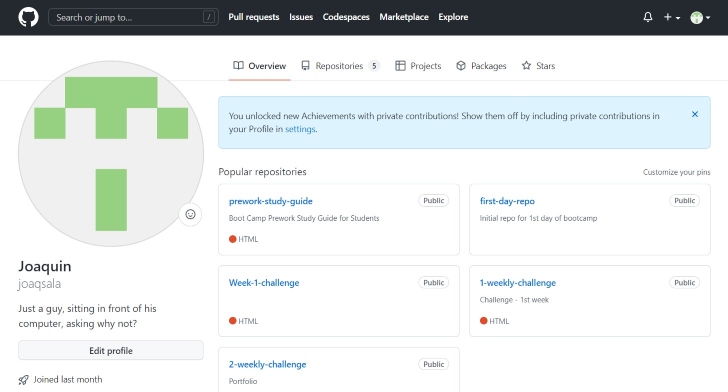 Search or jump to...
/
Pull requests Issues Codespaces Marketplace Explore
Overview Repositories 5 Projects Packages Stars
You unlocked new Achievements with private contributions! Show them off by including private contributions
in your Profile in settings.
Popular repositories
Customize your pins
prework-study-guide Public
Boot Camp Prework Study Guide for Students
HTML
first-day-repo Public
Initial repo for 1st day of bootcamp
Week-1-challenge Public
HTML
1-weekly-challenge Public
Challenge - 1st week
HTML
2-weekly-challenge Public
Portfolio
Joaquin
joaqsala
Just a guy, sitting in front of his
computer, asking why not?
Edit profile
Joined last month